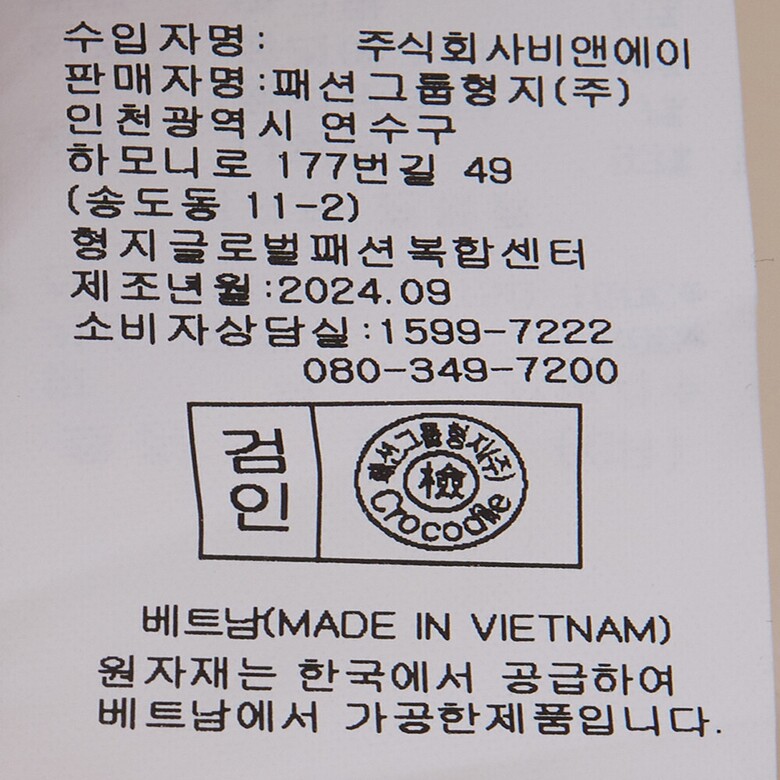 수입자명: 주식회사비앤에이
판매자명:패션그룹형지(주)
인천광역시 연수구
하모니로 177번길 49
(송도동 11-2)
형지글로벌패션복합센터
제조년월:2024.09
소비자상담실:1599-7222
080-349-7200
검
인
패션그룹형지(주)
檢
Crocodile
베트남(MADE IN VIETNAM)
원자재는 한국에서 공급하여
베트남에서 가공한제품입니다.